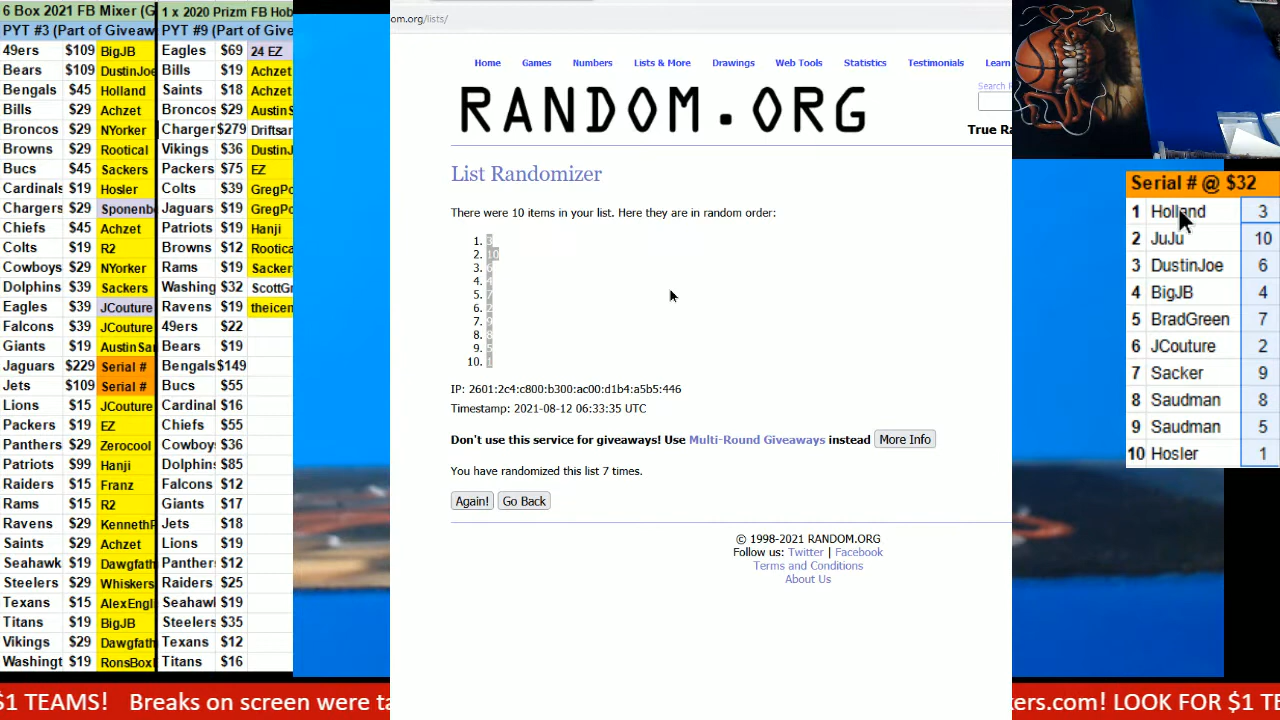 6 Box 2021 FB Mixer (G
PYT #3 (Part of Giveaw
49ers $109 BigJB
Bears $109 DustinJoe
Bengals $45 Holland
Bills $29 Achzet
Broncos $29 NYorker
Browns $29 Rootical
Bucs $45 Sackers
Cardinals $19 Hosler
Chargers $29 Sponenb
Chiefs $45 Achzet
Colts $19 R2
Cowboys $29 NYorker
Dolphins $39 Sackers
Eagles $39 JCouture
Falcons $39 JCouture
Giants $19 AustinSa
Jaguars $229 Serial #
Jets $109 Serial #
Lions $15 JCouture
Packers $19 EZ
Panthers $29 Zerocool
Patriots $99 Hanji
Raiders $15 Franz
Rams $15 R2
Ravens $29 KennethP
Saints $29 Achzet
Seahawk $19 Dawgfath
Steelers $29 Whiskers
Texans $15 AlexEngl
Titans $19 BigJB
Vikings $29 Dawgfath
Washingt $19 RonsBox
1 x 2020 Prizm FB Hob
PYT #9 (Part of Give
Eagles $69 24 EZ
Bills $19 Achzet
Saints $18 Achzet
Broncos $29 AustinS
Charger $279 Driftsar
Vikings $36 DustinJ
Packers $75 EZ
Colts $39 GregPo
Jaguars $19 GregPo
Patriots $19 Hanji
Browns $12 Rootica
Rams $19 Sacker
Washing $32 ScottGr
Ravens $19 theicen
49ers $22
Bears $19
Bengals $149
Bucs $55
Cardinal $16
Chiefs $55
Cowboy $36
Dolphin $85
Falcons $12
Giants $17
Jets $18
Lions $19
Panther $12
Raiders $25
Seahawl $19
Steelers $35
Texans $12
Titans $16
om.org/lists/
Home Games Numbers Lists & More Drawings Web Tools Statistics Testimonials Learn
Search R
RANDOM.ORG
True Ra
List Randomizer
There were 10 items in your list. Here they are in random order:
1. 3
2. 10
3. 6
4. 4
5. 7
6. 2
7. 9
8. 8
9. 5
10. 1
IP: 2601:2c4:c800:b300:ac00:d1b4:a5b5:446
Timestamp: 2021-08-12 06:33:35 UTC
Don't use this service for giveaways! Use Multi-Round Giveaways instead More Info
You have randomized this list 7 times.
Again! Go Back
© 1998-2021 RANDOM.ORG
Follow us: Twitter | Facebook
Terms and Conditions
About Us
Serial # @ $32
1 Holland 3
2 JuJu 10
3 DustinJoe 6
4 BigJB 4
5 BradGreen 7
6 JCouture 2
7 Sacker 9
8 Saudman 8
9 Saudman 5
10 Hosler 1
$1 TEAMS! Breaks on screen were ta
ers.com! LOOK FOR $1 TE